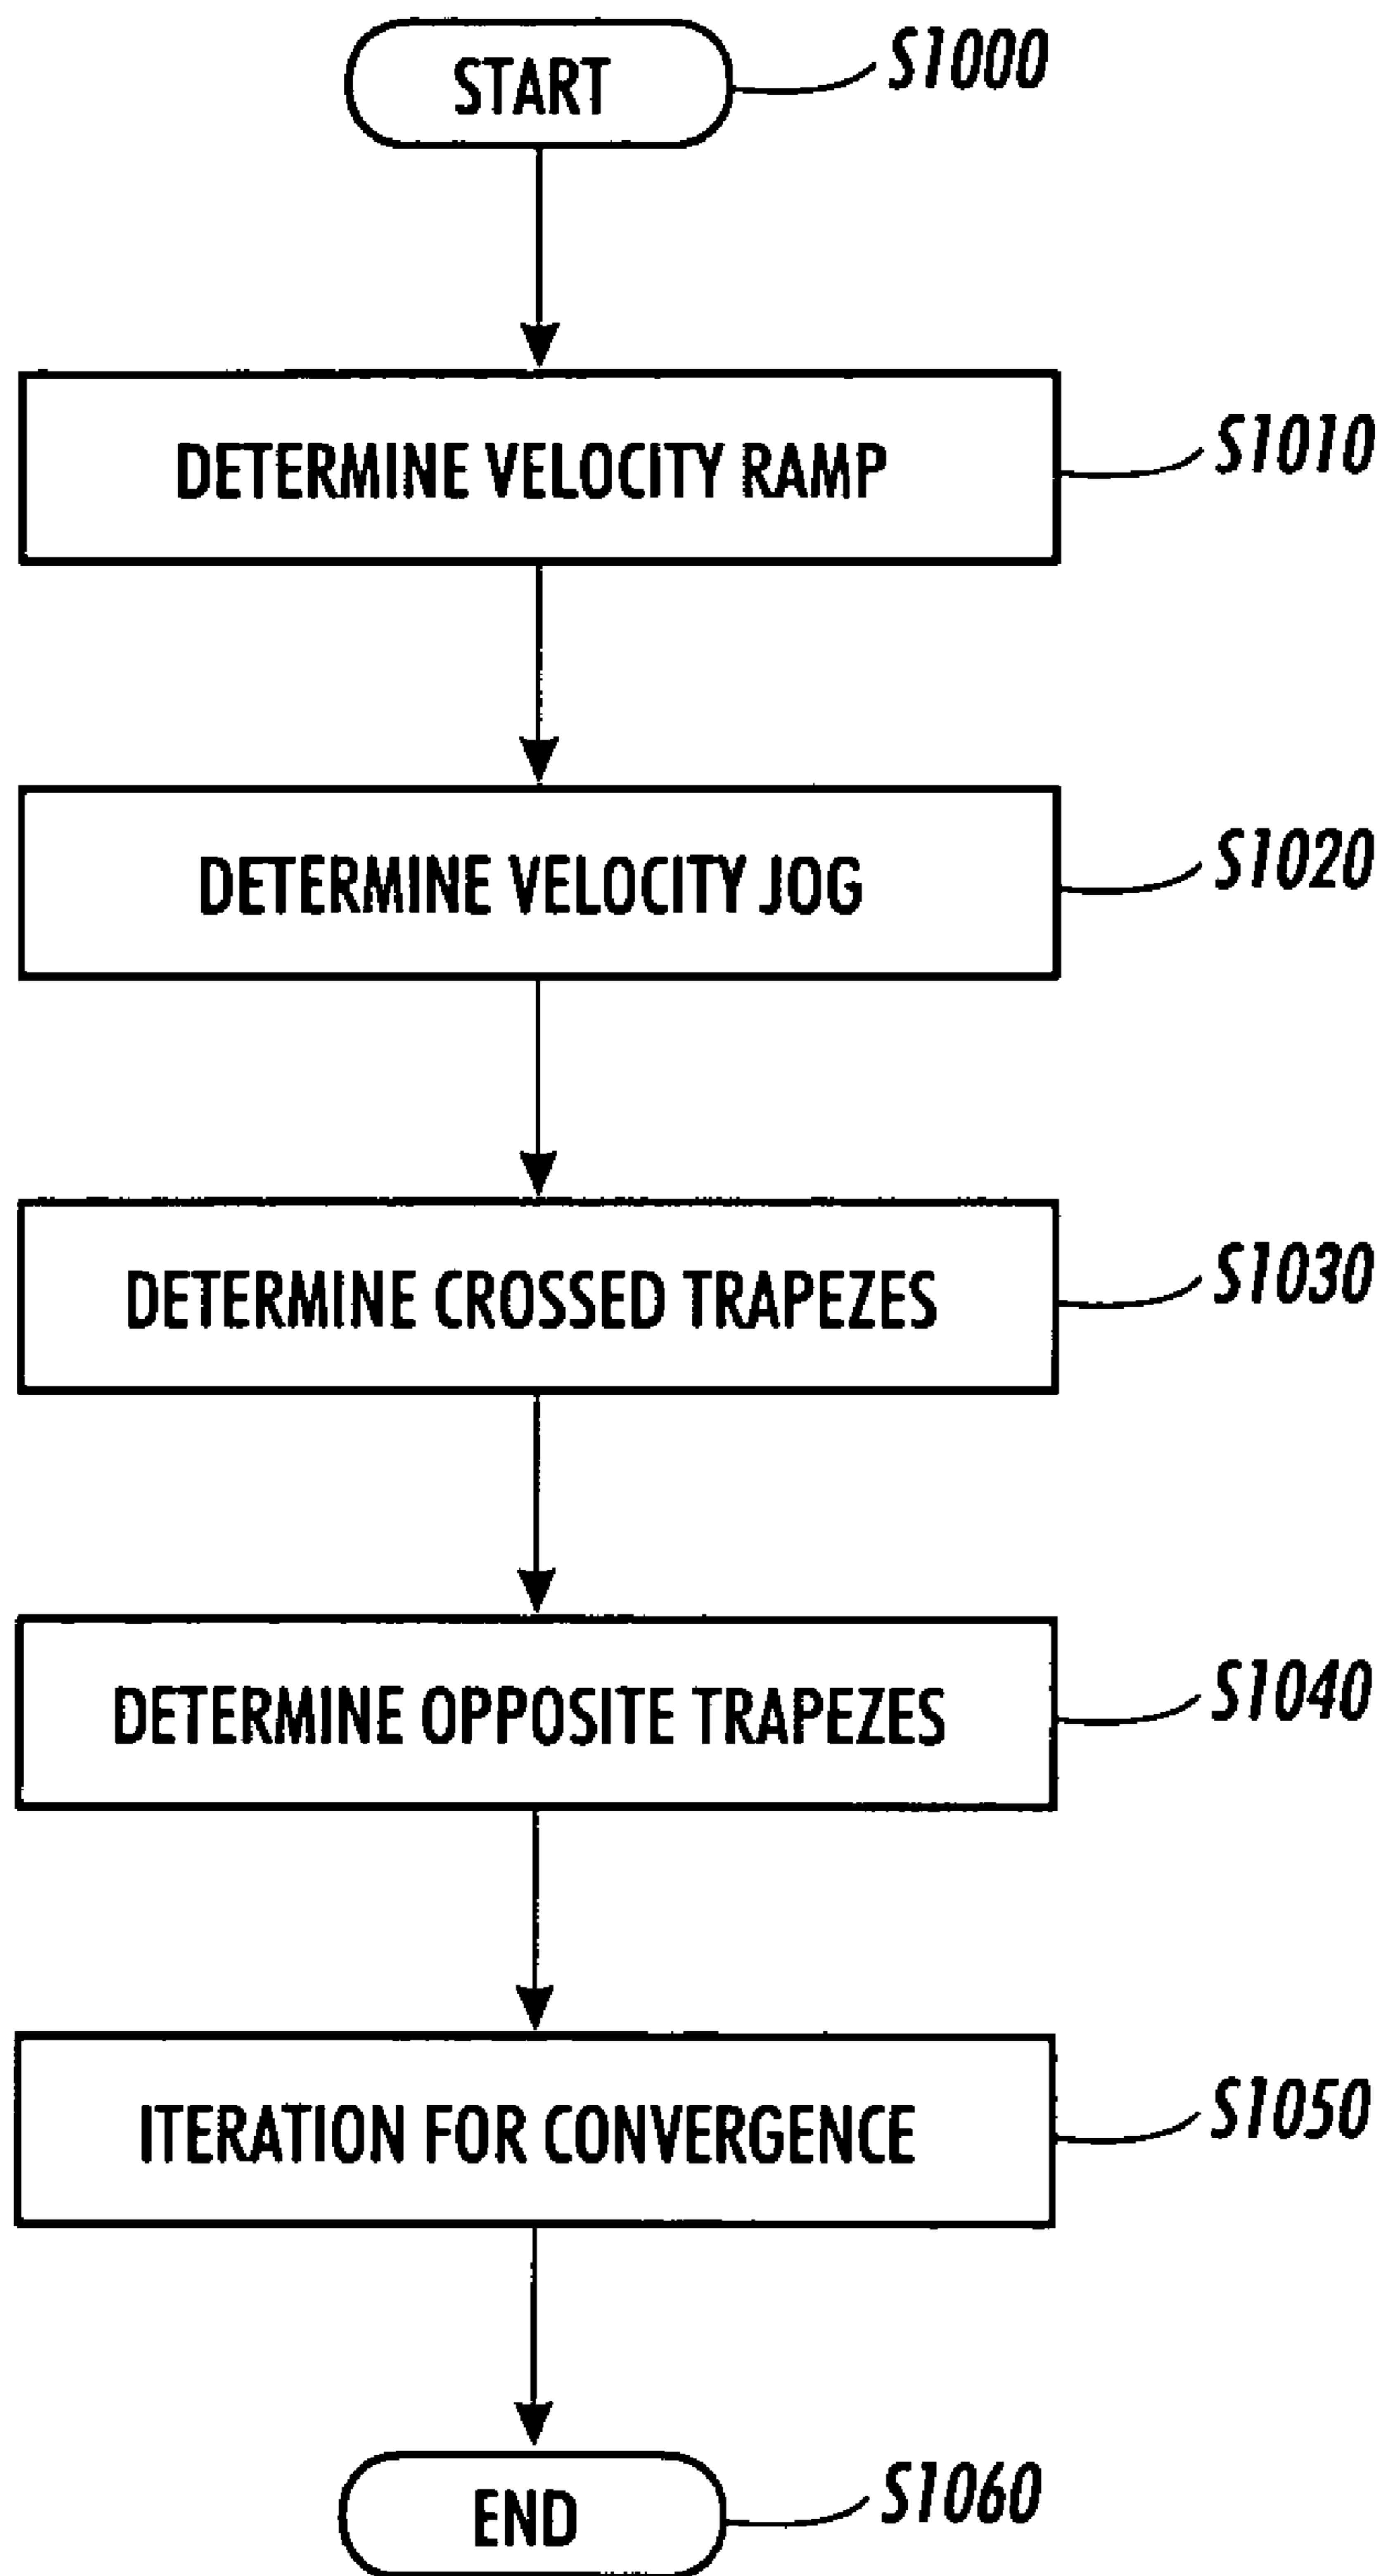 START
S1000
DETERMINE VELOCITY RAMP
S1010
DETERMINE VELOCITY JOG
S1020
DETERMINE CROSSED TRAPEZES
S1030
DETERMINE OPPOSITE TRAPEZES
S1040
ITERATION FOR CONVERGENCE
S1050
END
S1060